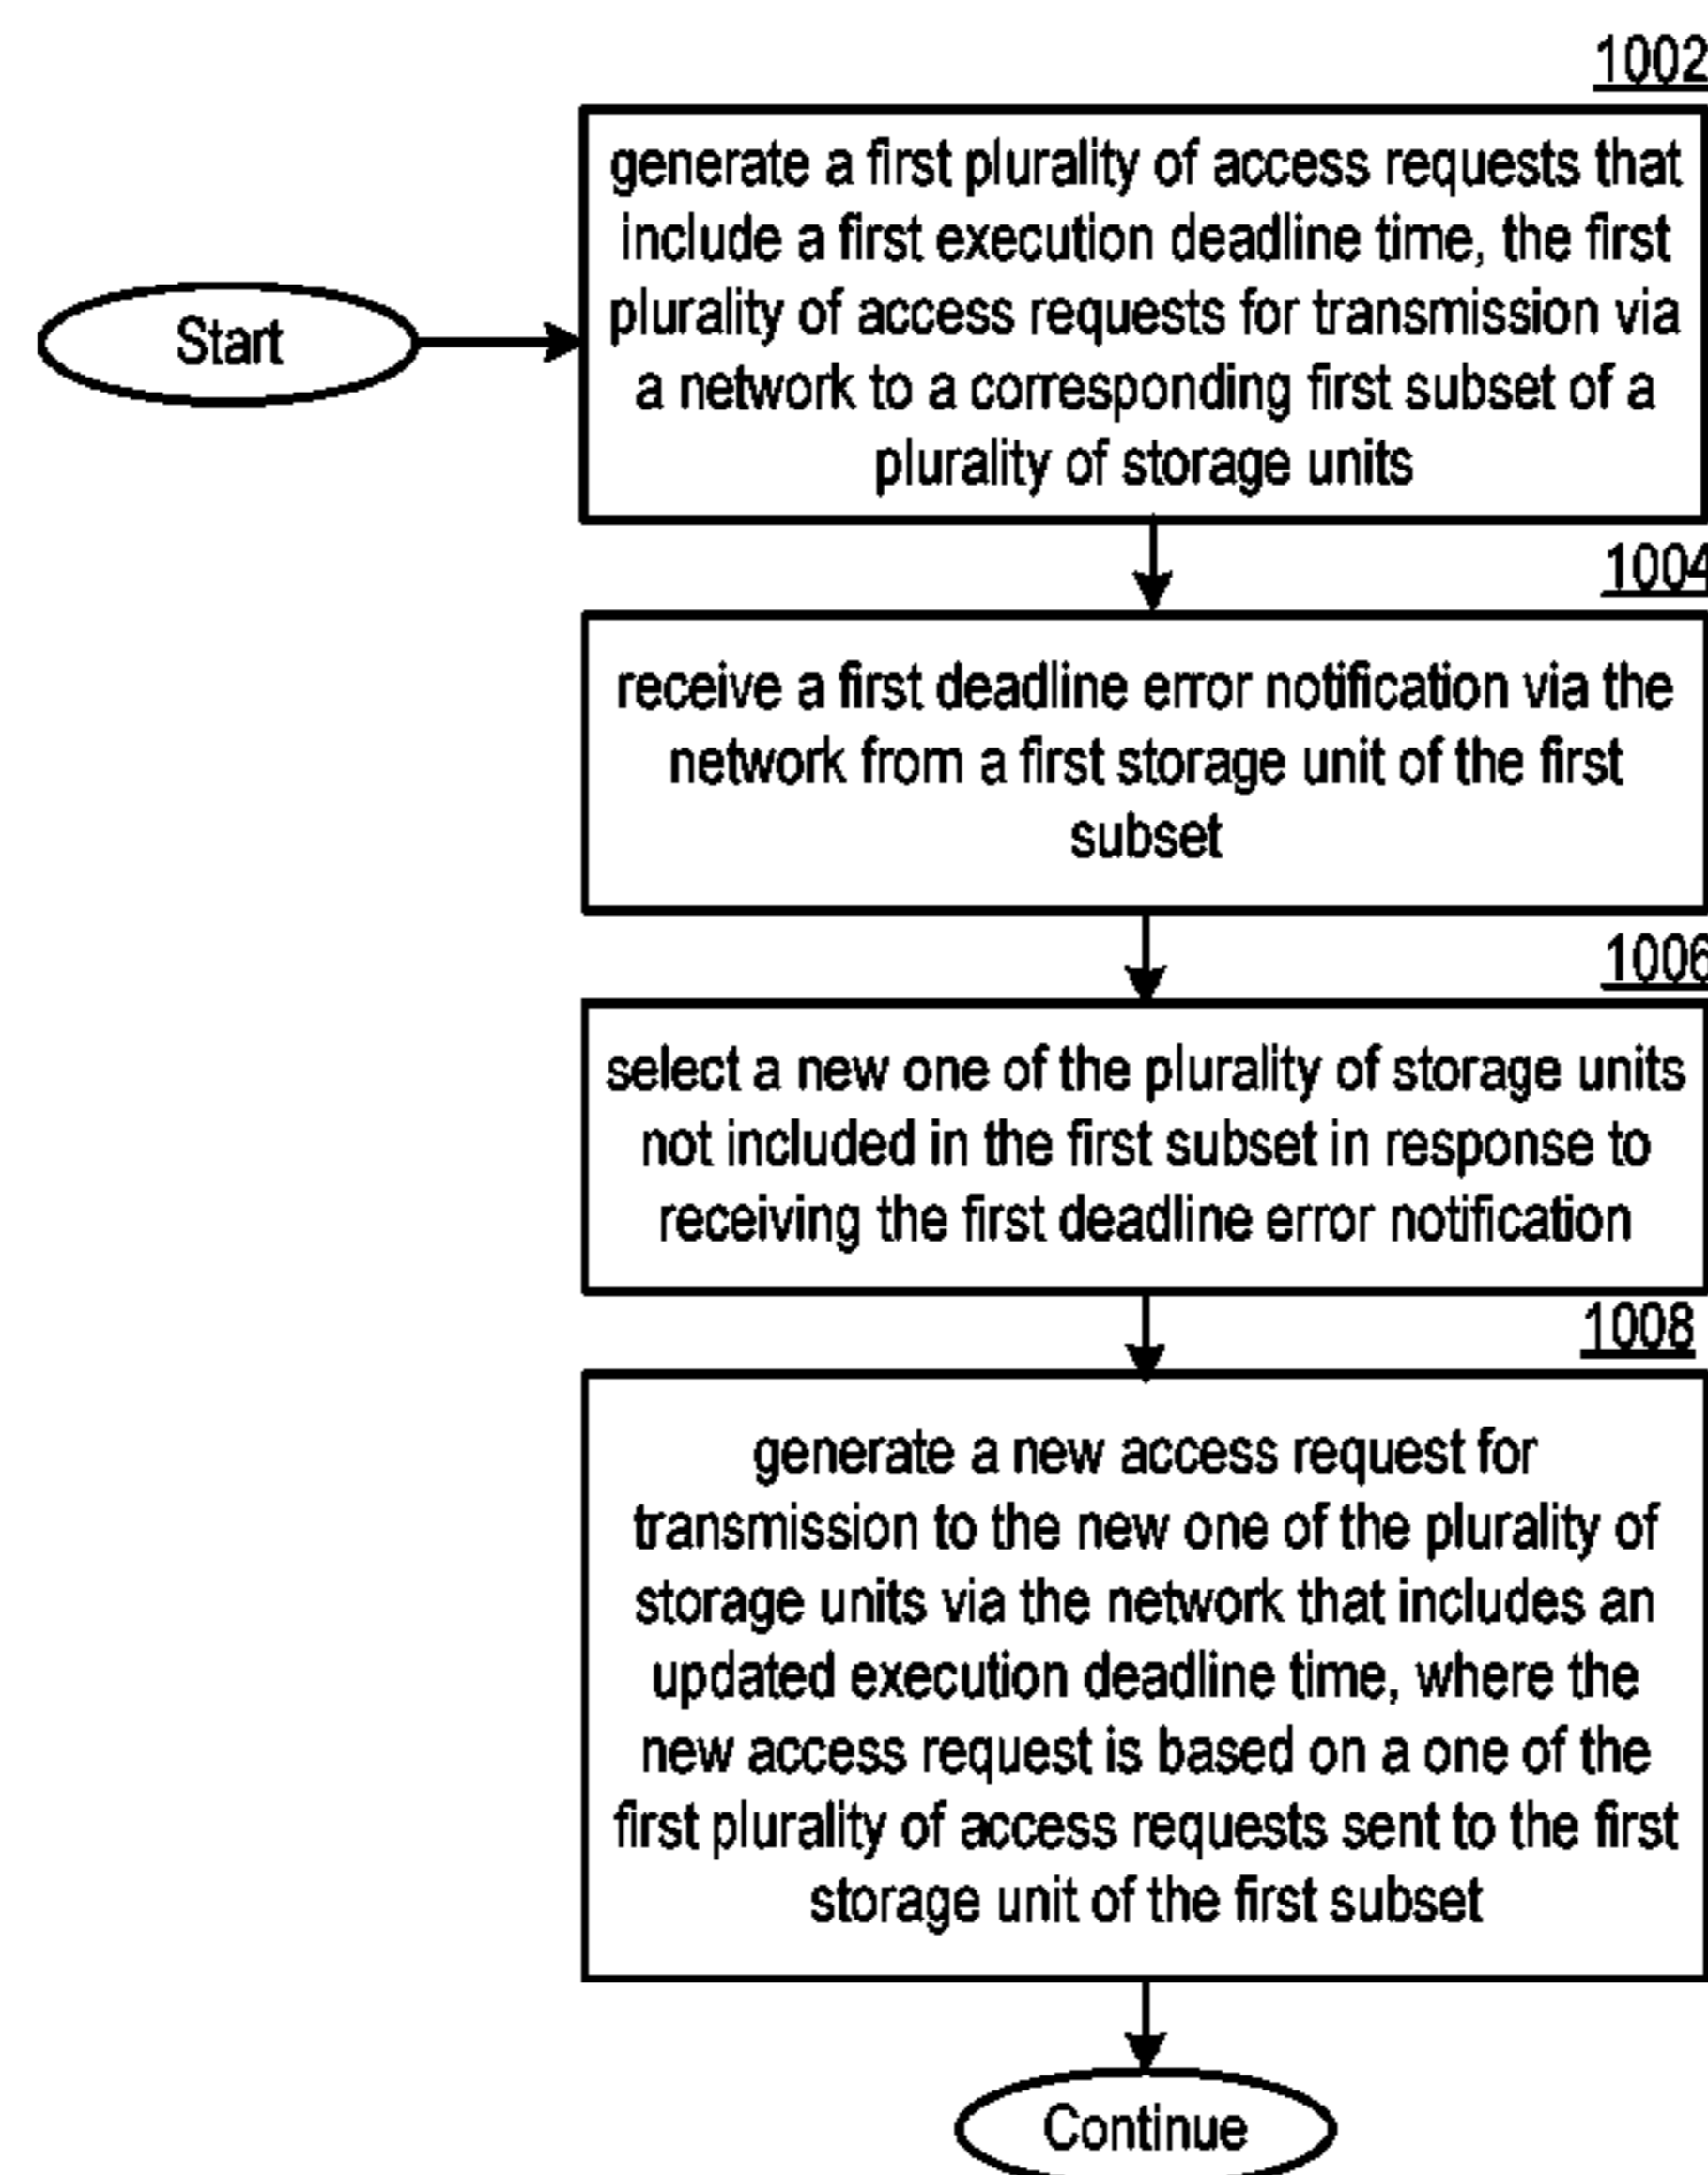 1002
generate a first plurality of access requests that
include a first execution deadline time, the first
plurality of access requests for transmission via
a network to a corresponding first subset of a
plurality of storage units
Start
1004
receive a first deadline error notification via the
network from a first storage unit of the first
subset
1006
select a new one of the plurality of storage units
not included in the first subset in response to
receiving the first deadline error notification
1008
generate a new access request for
transmission to the new one of the plurality of
storage units via the network that includes an
updated execution deadline time, where the
new access request is based on a one of the
first plurality of access requests sent to the first
storage unit of the first subset
Continue